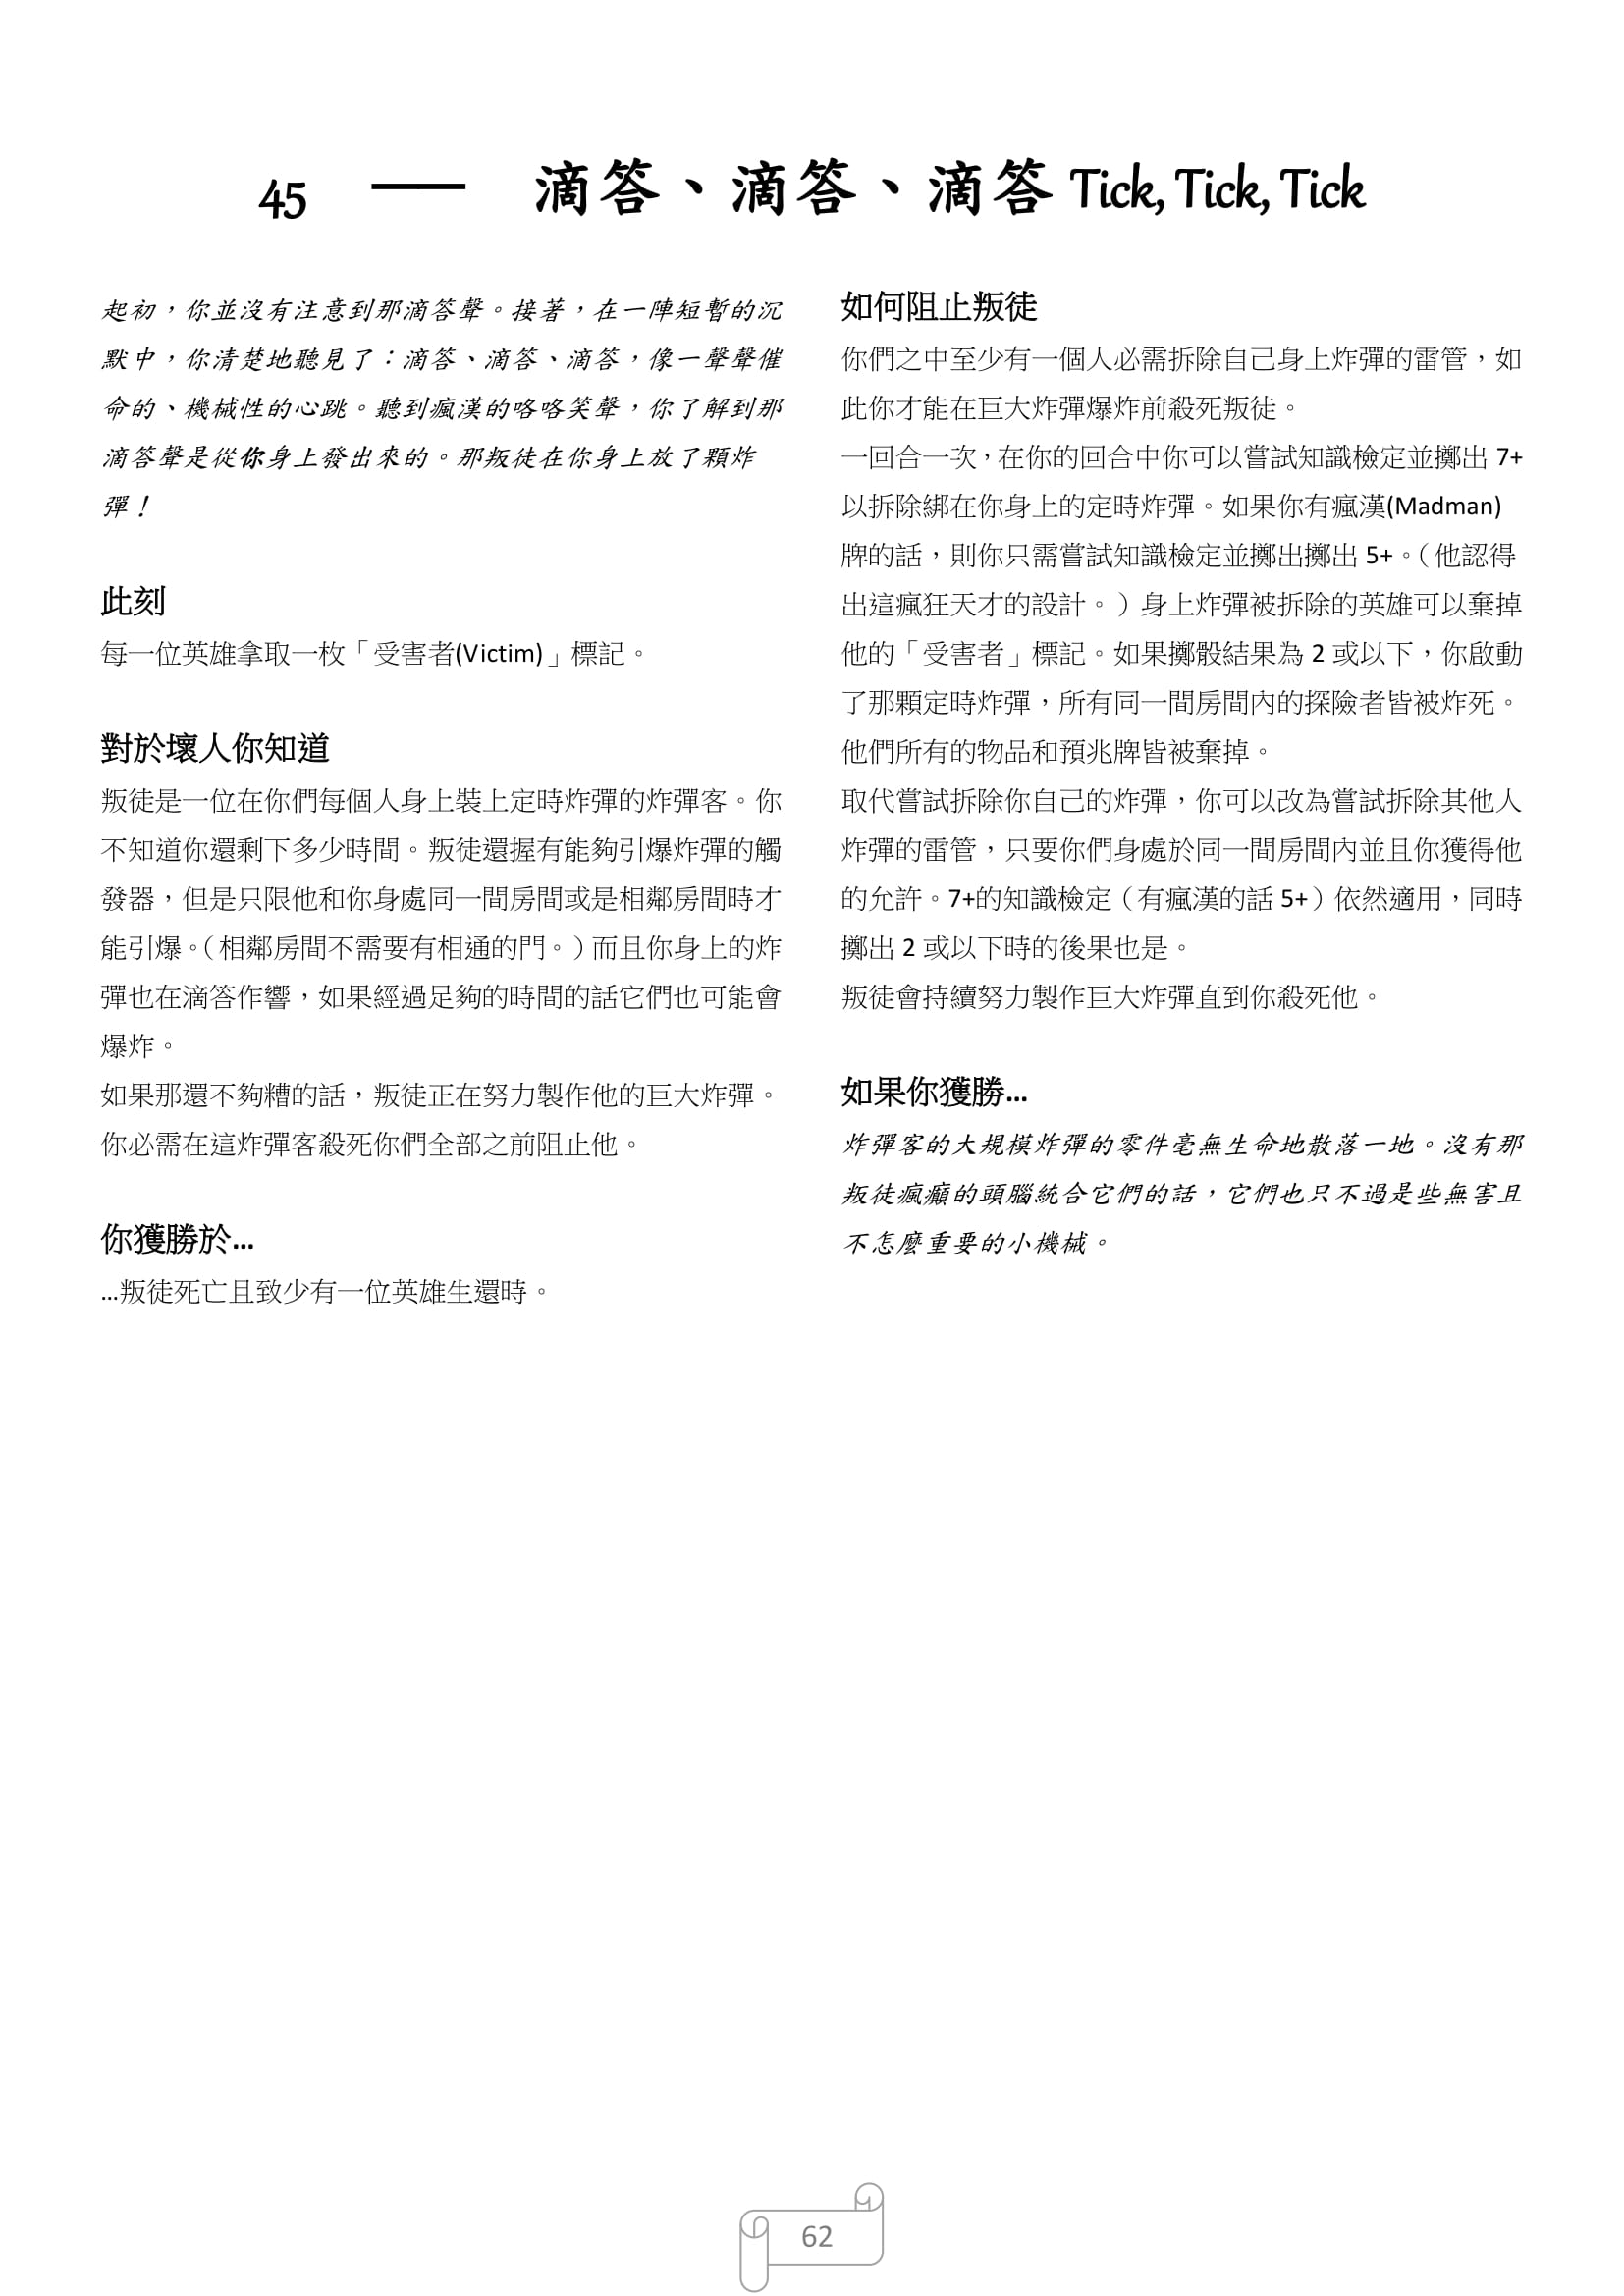 45 — 滴答、滴答、滴答 Tick, Tick, Tick
起初，你並沒有注意到那滴答聲。接著，在一陣短暫的沉
默中，你清楚地聽見了：滴答、滴答、滴答，像一聲聲催
命的、機械性的心跳。聽到瘋漢的咯咯笑聲，你了解到那
滴答聲是從你身上發出來的。那叛徒在你身上放了顆炸
彈！
此刻
每一位英雄拿取一枚「受害者(Victim)」標記。
對於壞人你知道
叛徒是一位在你們每個人身上裝上定時炸彈的炸彈客。你
不知道你還剩下多少時間。叛徒還握有能夠引爆炸彈的觸
發器，但是只限他和你身處同一間房間或是相鄰房間時才
能引爆。（相鄰房間不需要有相通的門。）而且你身上的炸
彈也在滴答作響，如果經過足夠的時間的話它們也可能會
爆炸。
如果那還不夠糟的話，叛徒正在努力製作他的巨大炸彈。
你必需在這炸彈客殺死你們全部之前阻止他。
你獲勝於…
…叛徒死亡且致少有一位英雄生還時。
如何阻止叛徒
你們之中至少有一個人必需拆除自己身上炸彈的雷管，如
此你才能在巨大炸彈爆炸前殺死叛徒。
一回合一次，在你的回合中你可以嘗試知識檢定並擲出 7+
以拆除綁在你身上的定時炸彈。如果你有瘋漢(Madman)
牌的話，則你只需嘗試知識檢定並擲出擲出 5+。（他認得
出這瘋狂天才的設計。）身上炸彈被拆除的英雄可以棄掉
他的「受害者」標記。如果擲骰結果為 2 或以下，你啟動
了那顆定時炸彈，所有同一間房間內的探險者皆被炸死。
他們所有的物品和預兆牌皆被棄掉。
取代嘗試拆除你自己的炸彈，你可以改為嘗試拆除其他人
炸彈的雷管，只要你們身處於同一間房間內並且你獲得他
的允許。7+的知識檢定（有瘋漢的話 5+）依然適用，同時
擲出 2 或以下時的後果也是。
叛徒會持續努力製作巨大炸彈直到你殺死他。
如果你獲勝…
炸彈客的大規模炸彈的零件毫無生命地散落一地。沒有那
叛徒瘋癲的頭腦統合它們的話，它們也只不過是些無害且
不怎麼重要的小機械。
62